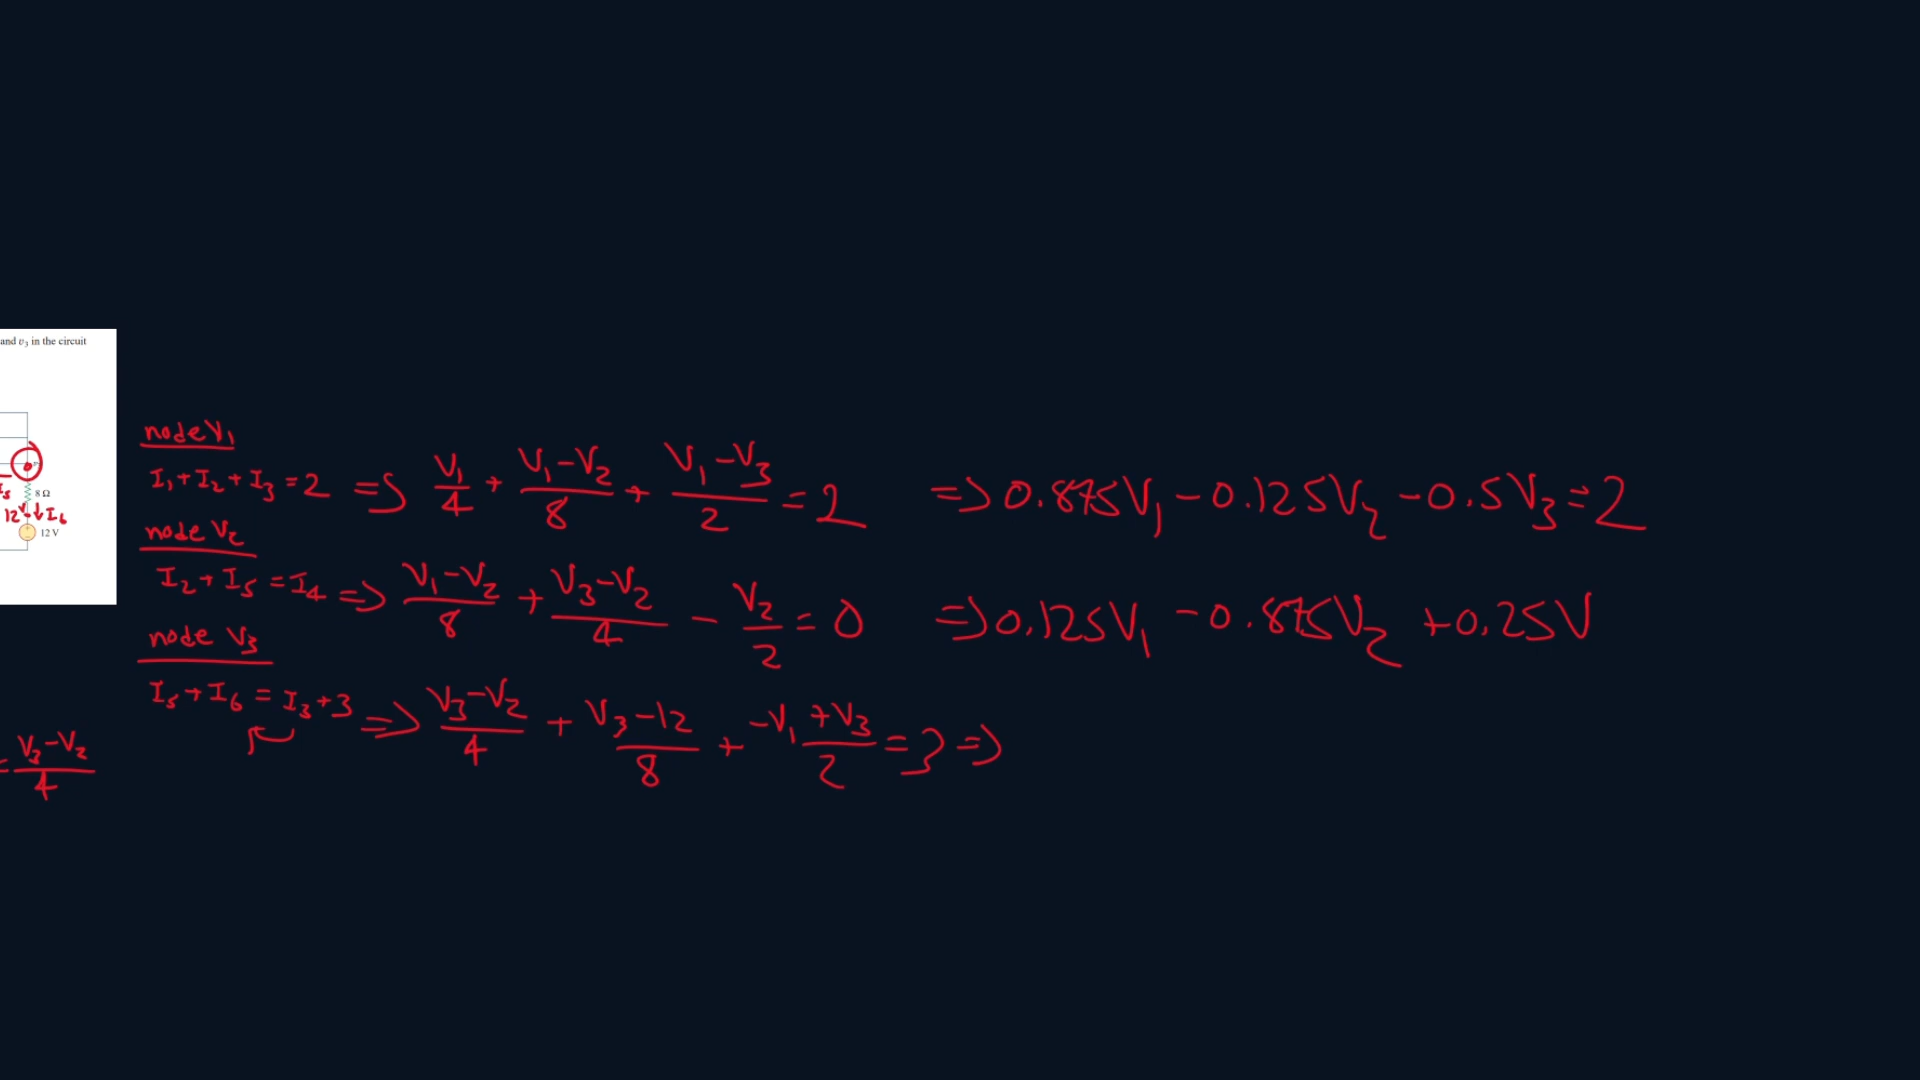 and v₃ in the circuit
node V₁
I₁ + I₂ + I₃ = 2 => V₁/4 + (V₁-V₂)/8 + (V₁-V₃)/2 = 2 => 0.875V₁ - 0.125V₂ - 0.5V₃ = 2
8 Ω
12V ↓ I₆
12 V
node V₂
I₂ + I₅ = I₄ => (V₁-V₂)/8 + (V₃-V₂)/4 - V₂/2 = 0 => 0.125V₁ - 0.875V₂ + 0.25V
node V₃
I₅ + I₆ = I₃ + 3 => (V₃-V₂)/4 + (V₃-12)/8 + (-V₁+V₃)/2 = 3 =>
= (V₃-V₂)/4